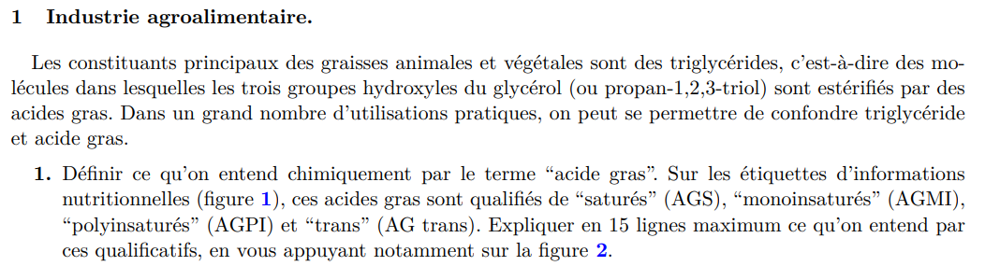 1 Industrie agroalimentaire.
Les constituants principaux des graisses animales et végétales sont des triglycérides, c’est-à-dire des mo-
lécules dans lesquelles les trois groupes hydroxyles du glycérol (ou propan-1,2,3-triol) sont estérifiés par des
acides gras. Dans un grand nombre d’utilisations pratiques, on peut se permettre de confondre triglycéride
et acide gras.
1. Définir ce qu’on entend chimiquement par le terme “acide gras”. Sur les étiquettes d’informations
nutritionnelles (figure 1), ces acides gras sont qualifiés de “saturés” (AGS), “monoinsaturés” (AGMI),
“polyinsaturés” (AGPI) et “trans” (AG trans). Expliquer en 15 lignes maximum ce qu’on entend par
ces qualificatifs, en vous appuyant notamment sur la figure 2.